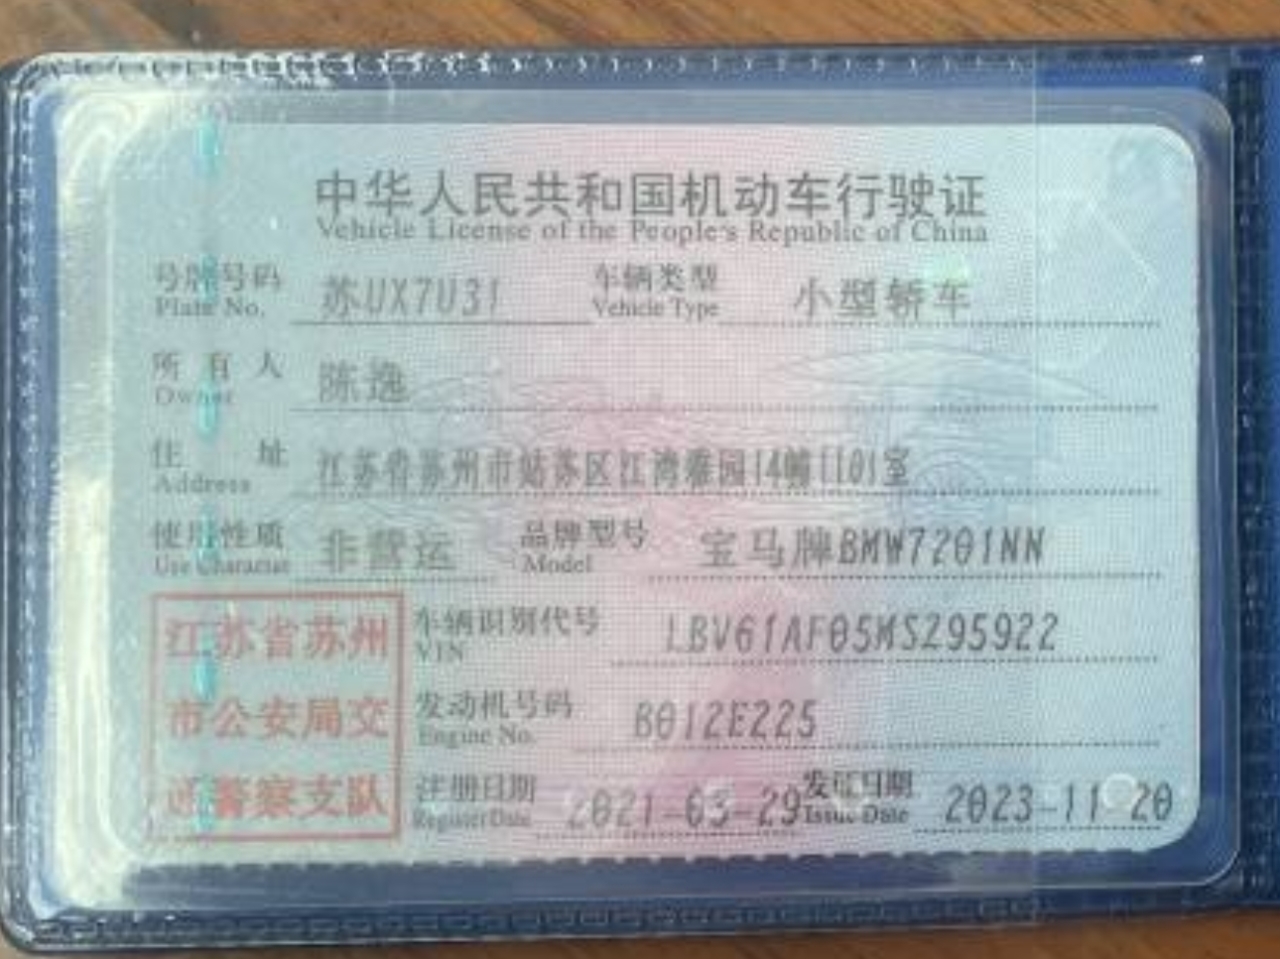 中华人民共和国机动车行驶证
Vehicle License of the People's Republic of China
号牌号码 苏UX7U31 车辆类型 小型轿车
Plate No. Vehicle Type
所有人 陈逸
Owner
住址 江苏省苏州市姑苏区江湾雅园14幢1101室
Address
使用性质 非营运 品牌型号 宝马牌BMW7201NN
Use Character Model
江苏省苏州
市公安局交
通警察支队
车辆识别代号 LBV61AF05MS295922
VIN
发动机号码 B012E225
Engine No.
注册日期 2021-03-29 发证日期 2023-11-20
Register Date Issue Date